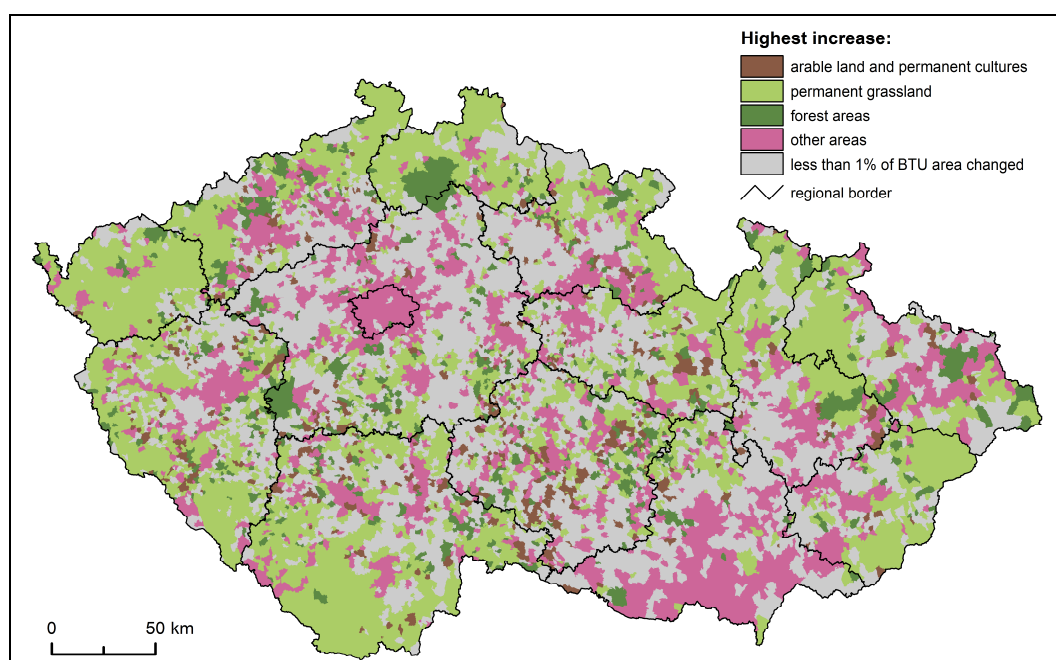 Highest increase:
arable land and permanent cultures
permanent grassland
forest areas
other areas
less than 1% of BTU area changed
regional border
0 50 km